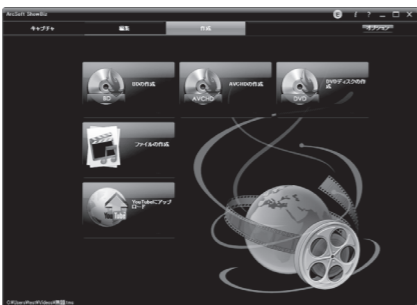 ArcSoft ShowBiz
キャプチャ
編集
作成
オプション
BD
BDの作成
AVCHD
AVCHDの作成
DVD
DVDディスクの作
成
ファイルの作成
YouTube
YouTubeにアップ
ロード